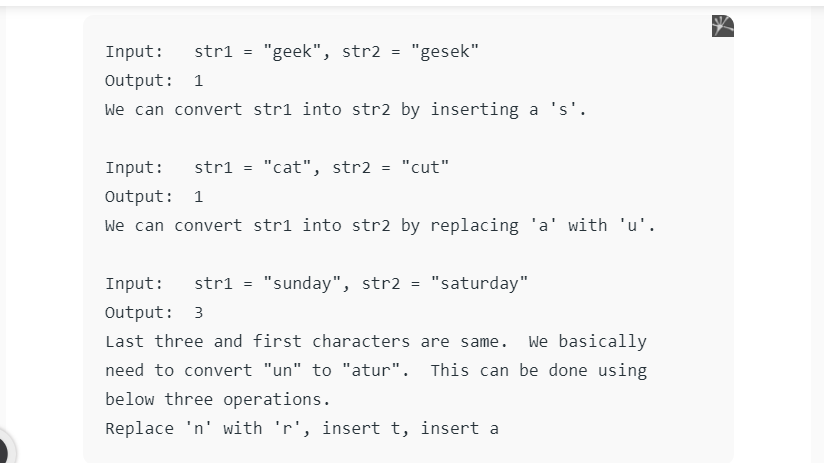 Input:   str1 = "geek", str2 = "gesek"
Output:  1
We can convert str1 into str2 by inserting a 's'.
Input:   str1 = "cat", str2 = "cut"
Output:  1
We can convert str1 into str2 by replacing 'a' with 'u'.
Input:   str1 = "sunday", str2 = "saturday"
Output:  3
Last three and first characters are same.  We basically
need to convert "un" to "atur".  This can be done using
below three operations.
Replace 'n' with 'r', insert t, insert a